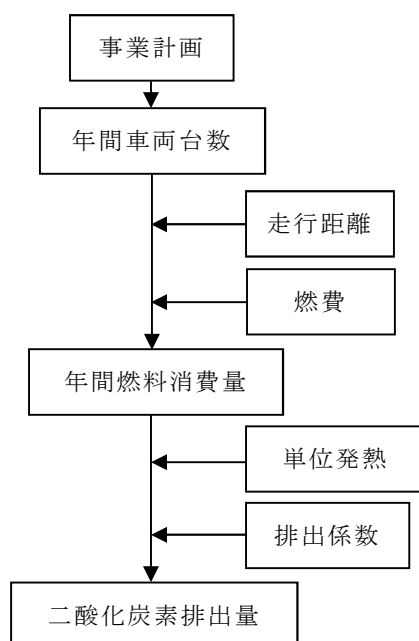 事業計画
年間車両台数
走行距離
燃費
年間燃料消費量
単位発熱
排出係数
二酸化炭素排出量